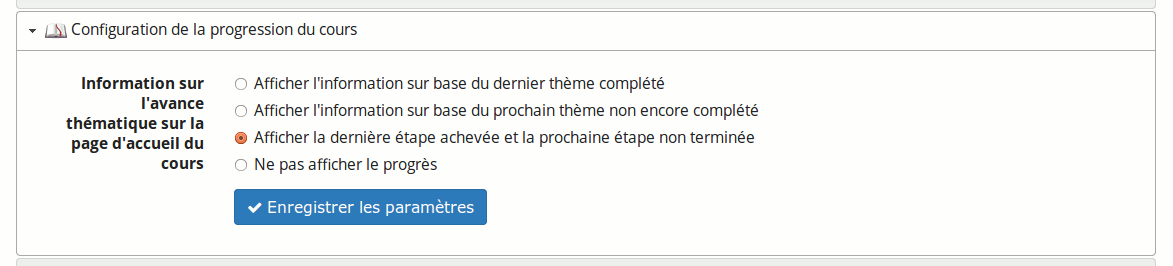 Configuration de la progression du cours
Information sur
l'avance
thématique sur la
page d'accueil du
cours
Afficher l'information sur base du dernier thème complété
Afficher l'information sur base du prochain thème non encore complété
Afficher la dernière étape achevée et la prochaine étape non terminée
Ne pas afficher le progrès
Enregistrer les paramètres